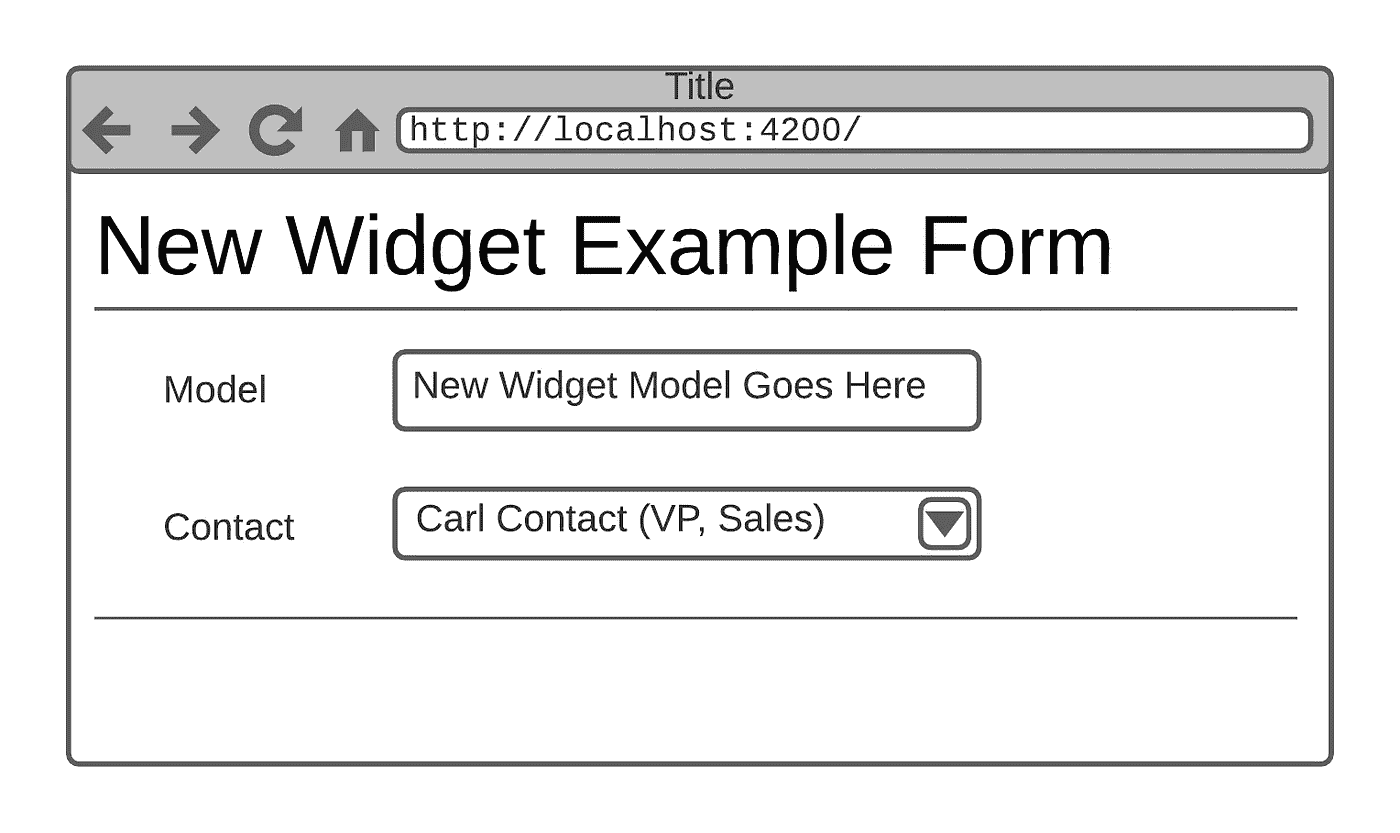 Title
http://localhost:4200/
New Widget Example Form
Model
New Widget Model Goes Here
Contact
Carl Contact (VP, Sales)